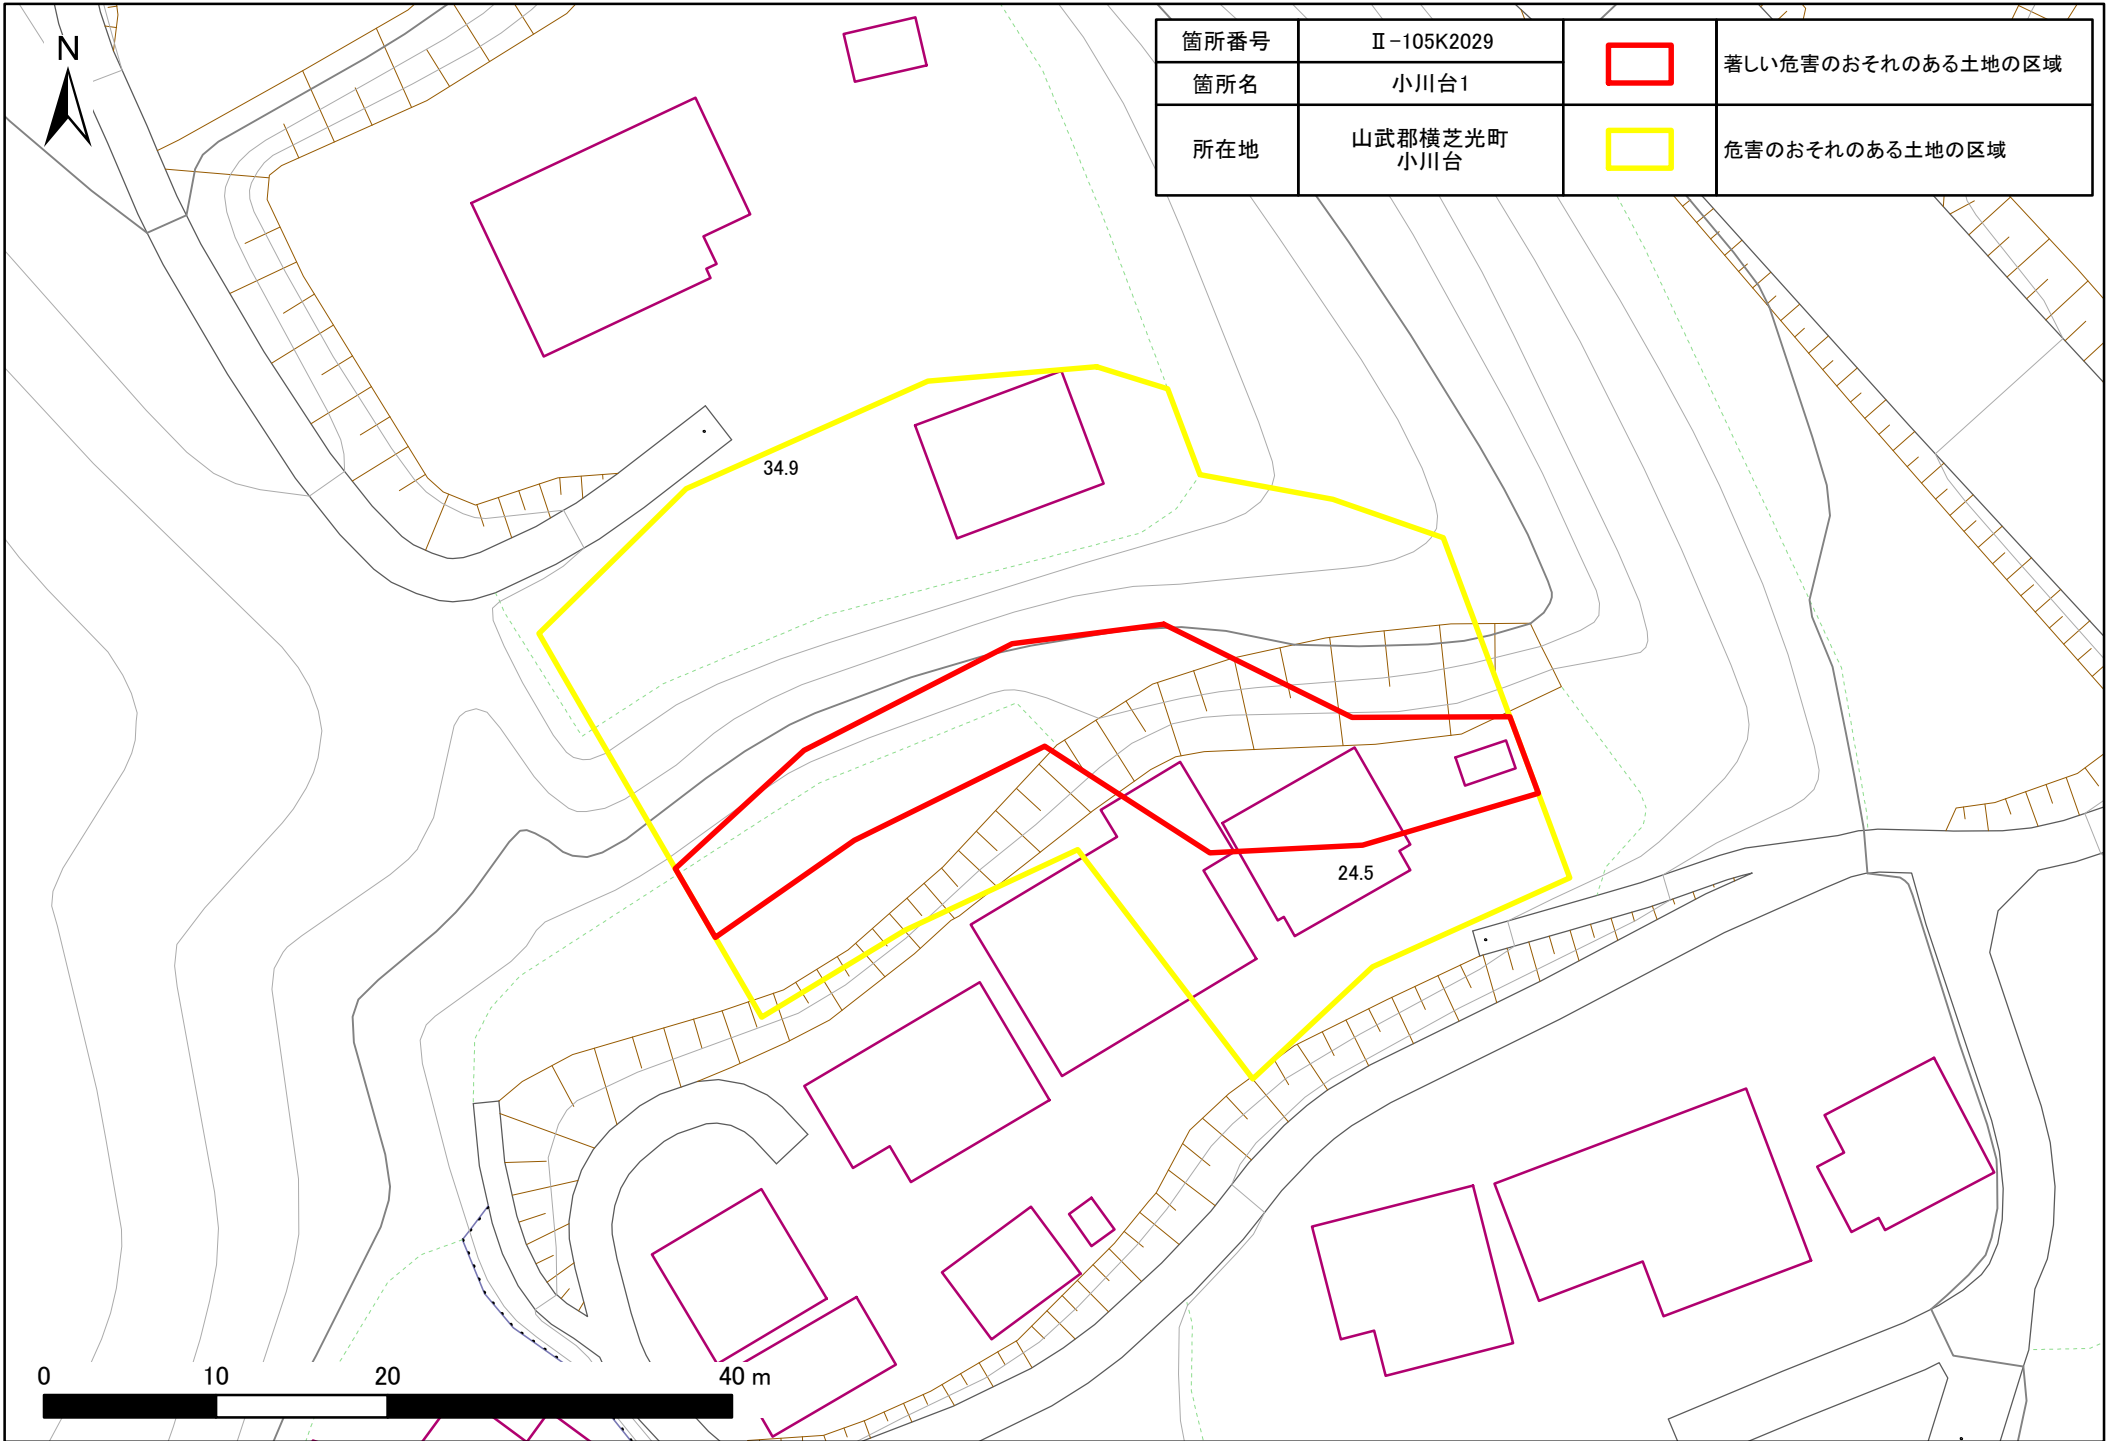 N
箇所番号
Ⅱ-105K2029
箇所名
小川台1
所在地
山武郡横芝光町
小川台
著しい危害のおそれのある土地の区域
危害のおそれのある土地の区域
34.9
24.5
0 10 20 40 m